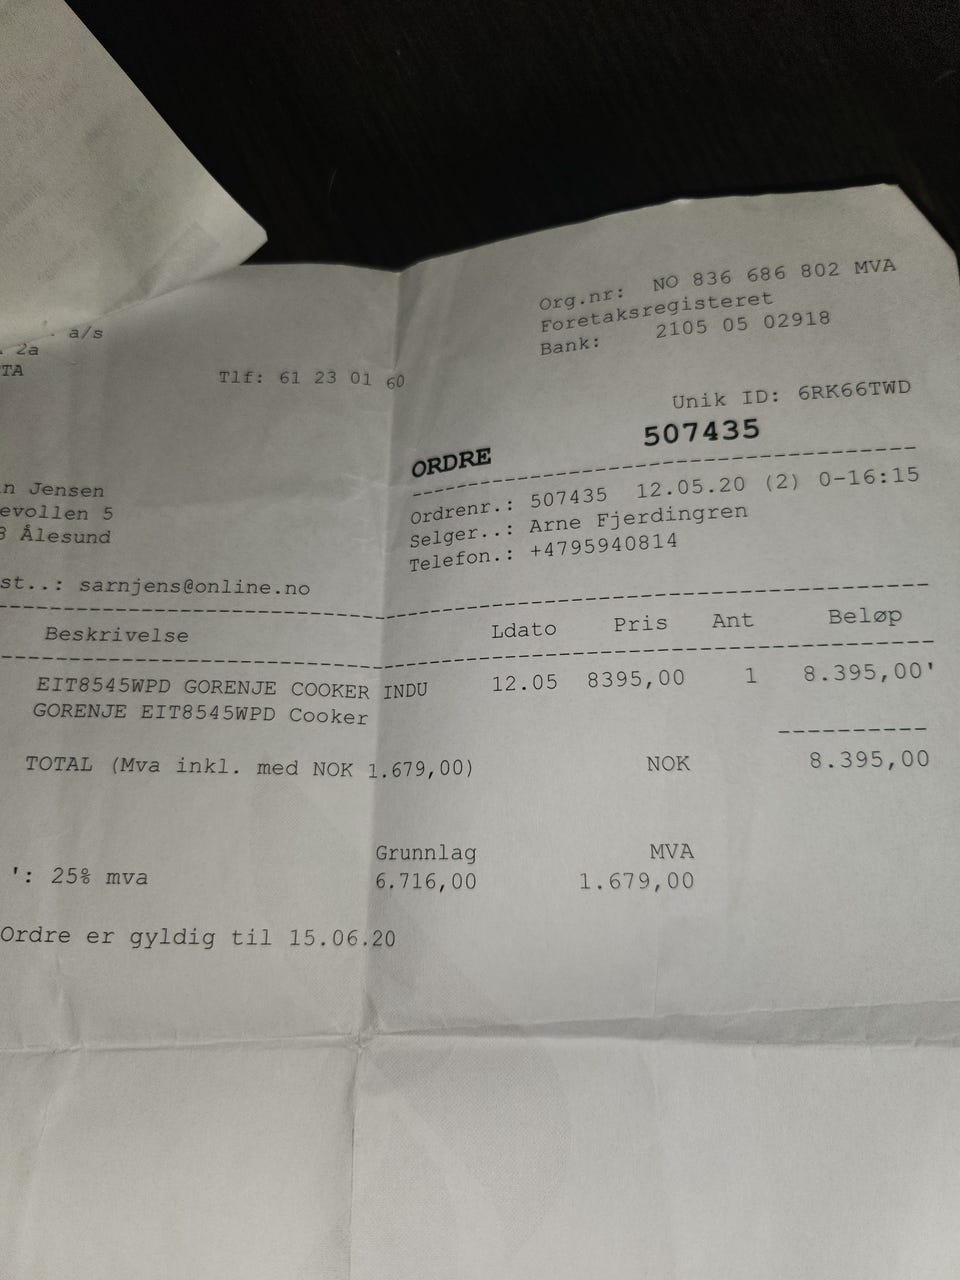 Org.nr: NO 836 686 802 MVA
Foretaksregisteret
Bank: 2105 05 02918
a/s
2a
TA
Tlf: 61 23 01 60
Unik ID: 6RK66TWD
ORDRE 507435
n Jensen
evollen 5
Ålesund
Ordrenr.: 507435 12.05.20 (2) 0-16:15
Selger..: Arne Fjerdingren
Telefon.: +4795940814
st..: sarnjens@online.no
Beskrivelse Ldato Pris Ant Beløp
EIT8545WPD GORENJE COOKER INDU 12.05 8395,00 1 8.395,00'
GORENJE EIT8545WPD Cooker
TOTAL (Mva inkl. med NOK 1.679,00) NOK 8.395,00
Grunnlag MVA
': 25% mva 6.716,00 1.679,00
Ordre er gyldig til 15.06.20